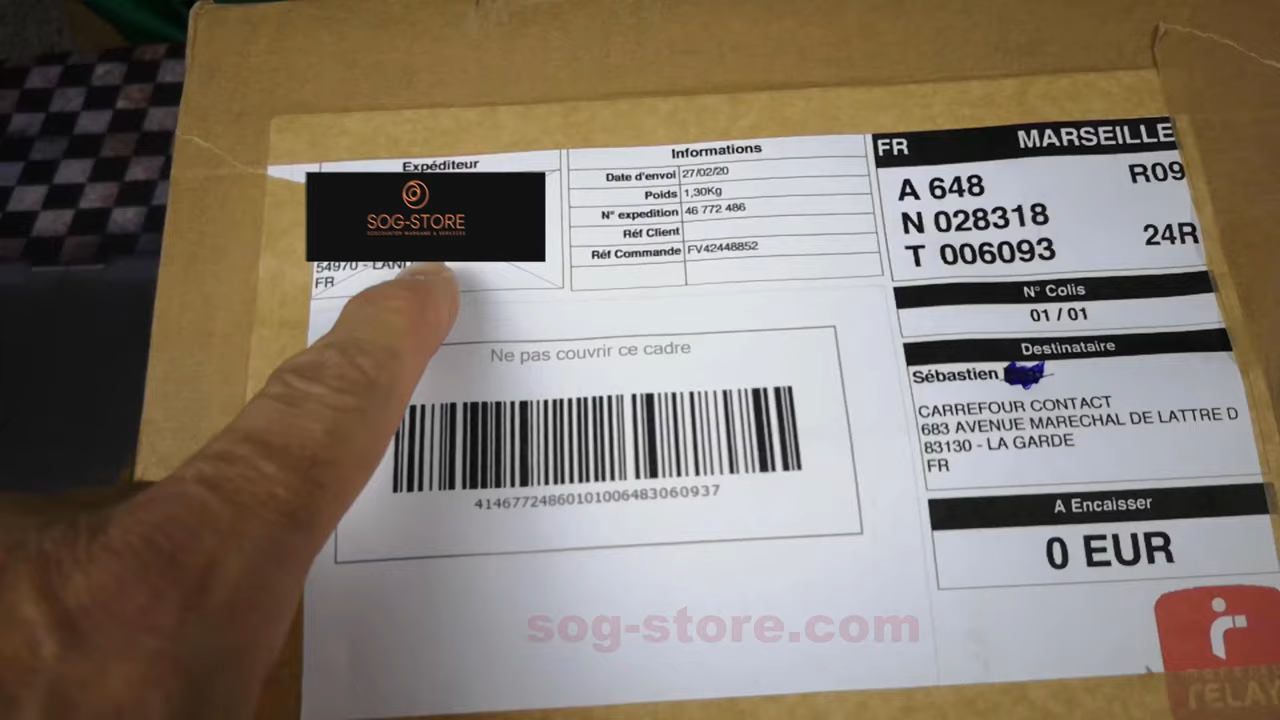 Expéditeur
SOG-STORE
54970 - LAN
FR
Informations
Date d'envoi 27/02/20
Poids 1,30Kg
N° expedition 46 772 486
Réf Client
Réf Commande FV42448852
FR MARSEILLE
A 648 R09
N 028318
T 006093 24R
N° Colis
01 / 01
Destinataire
Sébastien
CARREFOUR CONTACT
683 AVENUE MARECHAL DE LATTRE D
83130 - LA GARDE
FR
A Encaisser
0 EUR
Ne pas couvrir ce cadre
41467724860101006483060937
sog-store.com
RELAY